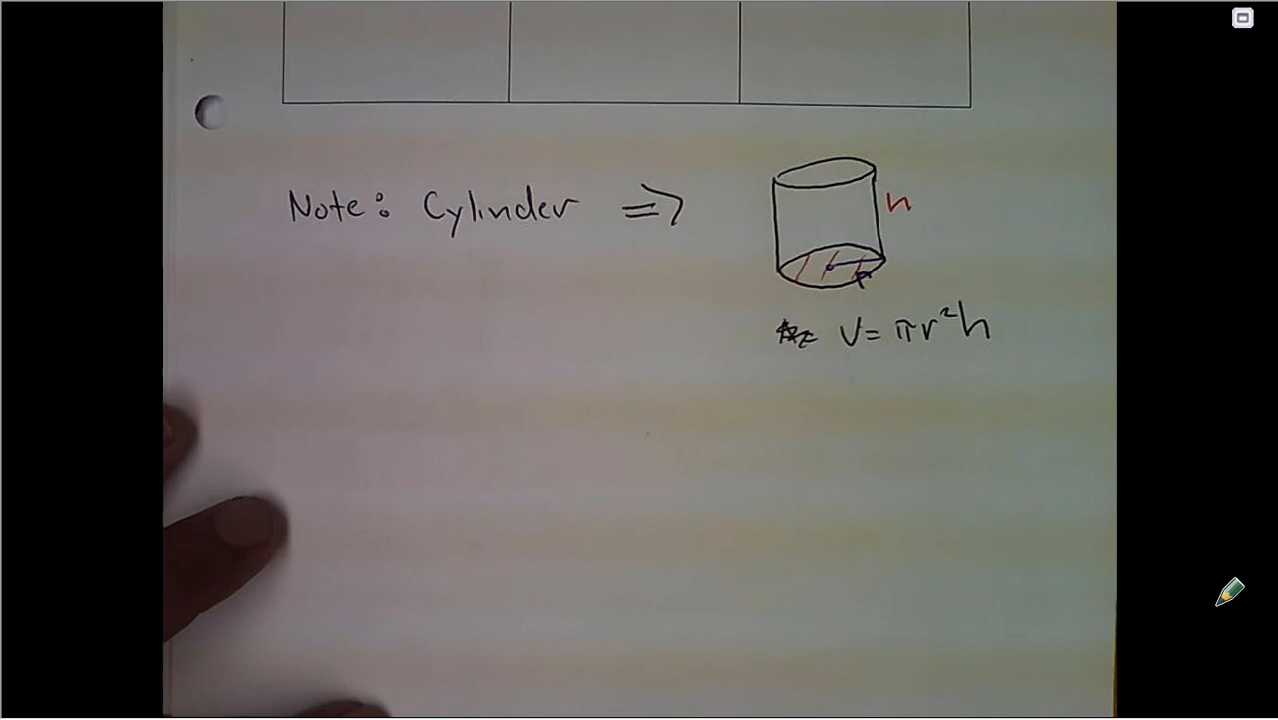 Note: Cylinder =>
h
r
V = πr²h